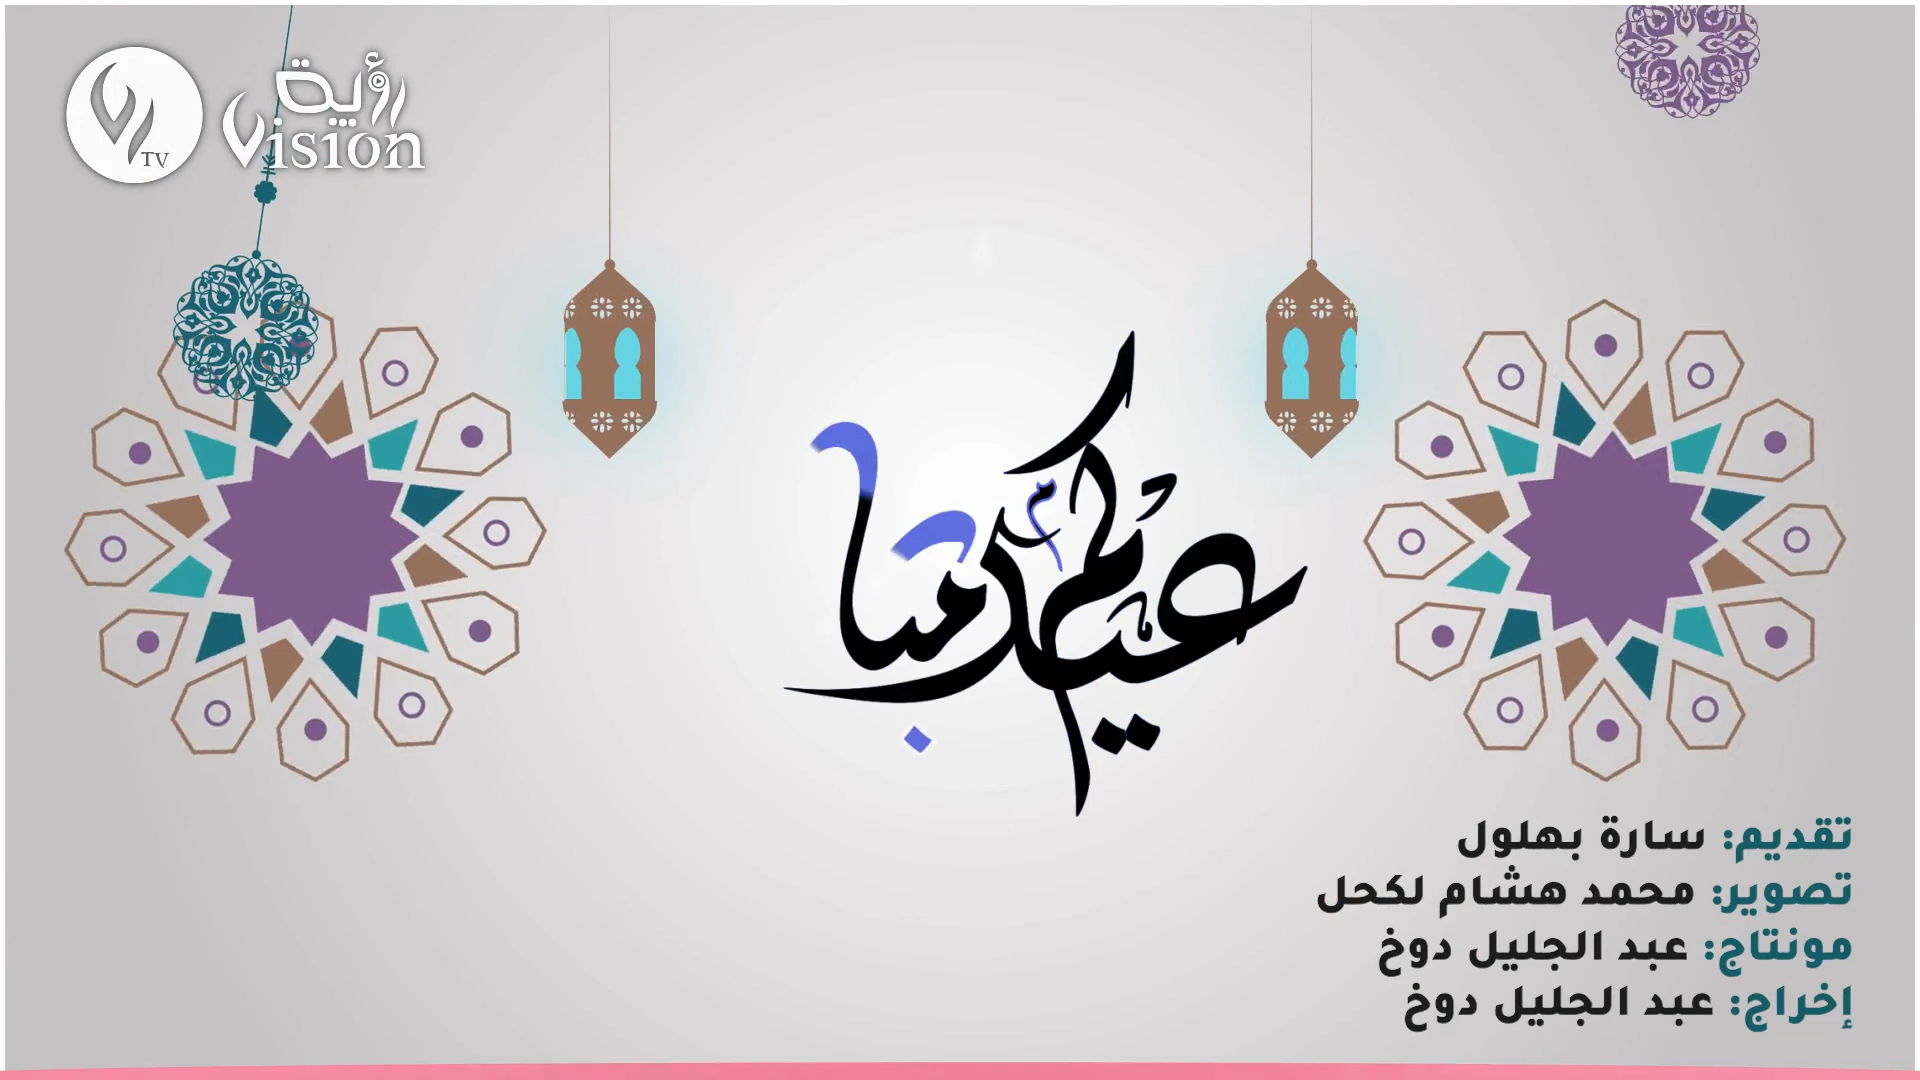 رؤية
Vision
TV
عيدكم مبا
تقديم: سارة بهلول
تصوير: محمد هشام لكحل
مونتاج: عبد الجليل دوخ
إخراج: عبد الجليل دوخ